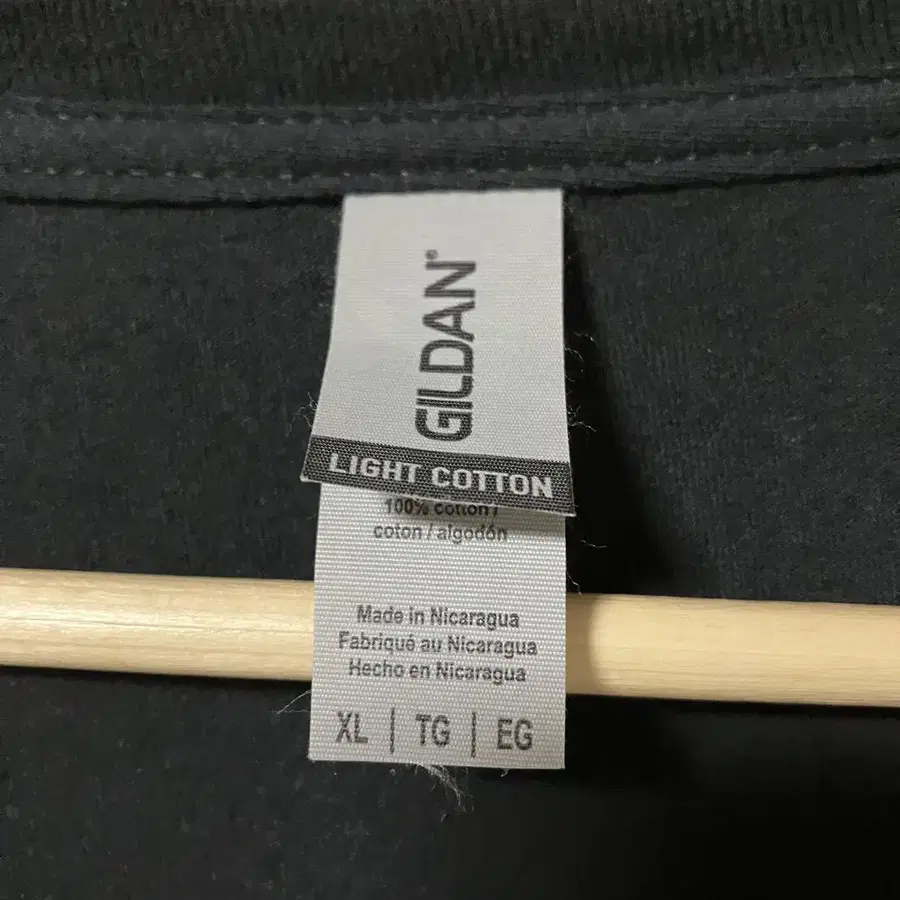 GILDAN®
LIGHT COTTON
100% cotton /
coton / algodón
Made in Nicaragua
Fabriqué au Nicaragua
Hecho en Nicaragua
XL | TG | EG